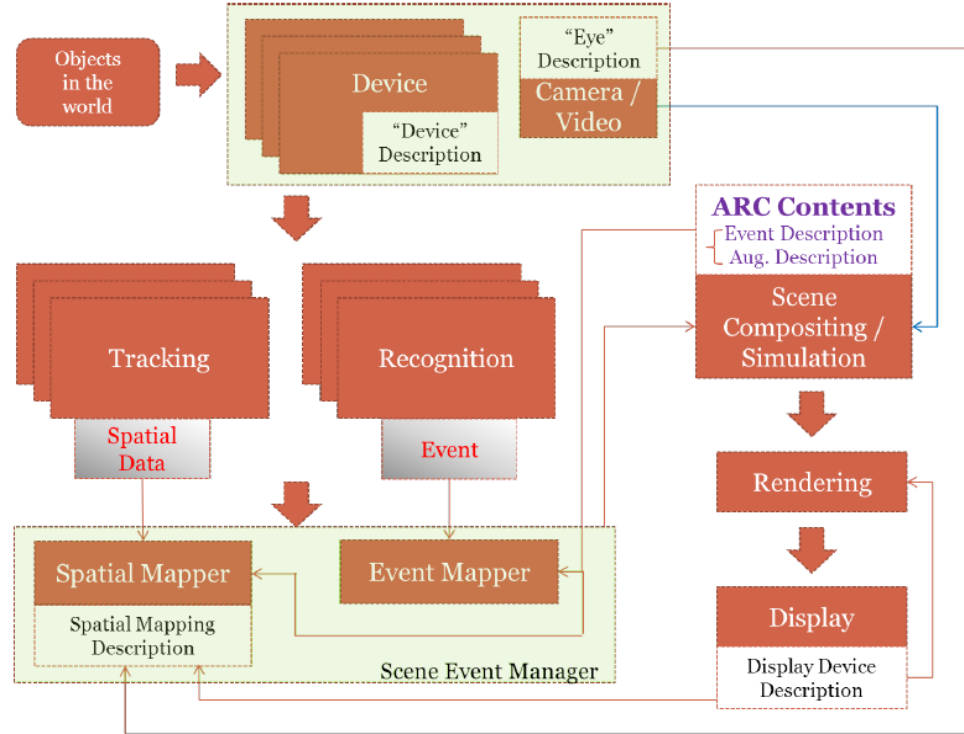 Objects
in the
world
Device
“Device”
Description
“Eye”
Description
Camera /
Video
ARC Contents
Event Description
Aug. Description
Scene
Compositing /
Simulation
Tracking
Recognition
Spatial
Data
Event
Rendering
Spatial Mapper
Event Mapper
Spatial Mapping
Description
Scene Event Manager
Display
Display Device
Description